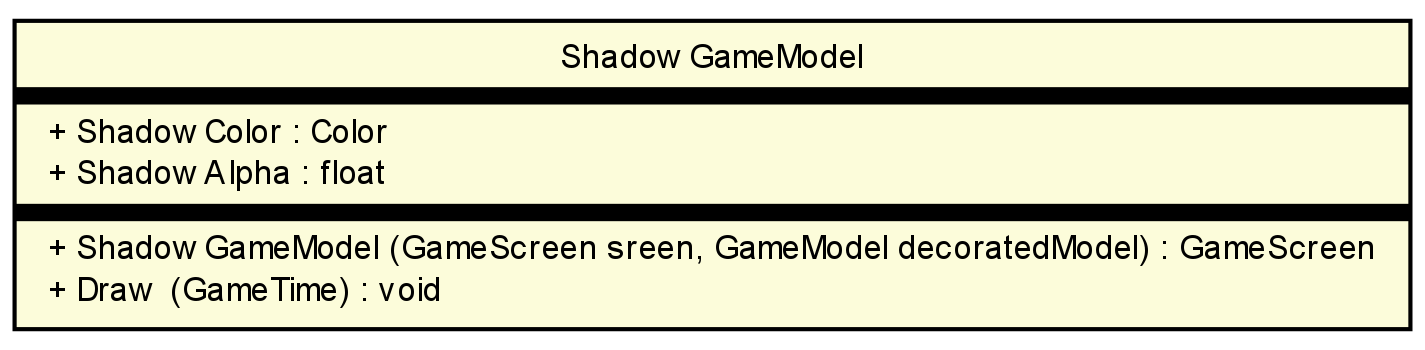 Shadow GameModel
+ Shadow Color : Color
+ Shadow Alpha : float
+ Shadow GameModel (GameScreen sreen, GameModel decoratedModel) : GameScreen
+ Draw (GameTime) : void